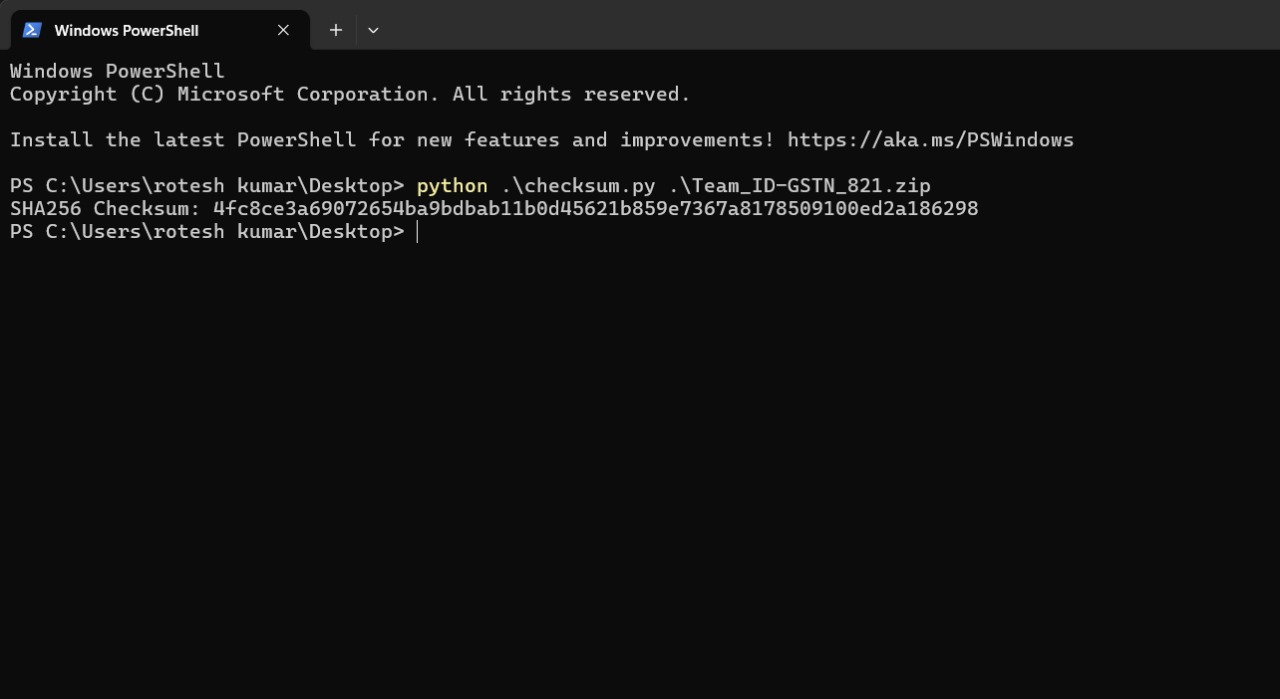 Windows PowerShell
Windows PowerShell
Copyright (C) Microsoft Corporation. All rights reserved.
Install the latest PowerShell for new features and improvements! https://aka.ms/PSWindows
PS C:\Users\rotesh kumar\Desktop> python .\checksum.py .\Team_ID-GSTN_821.zip
SHA256 Checksum: 4fc8ce3a69072654ba9bdbab11b0d45621b859e7367a8178509100ed2a186298
PS C:\Users\rotesh kumar\Desktop>